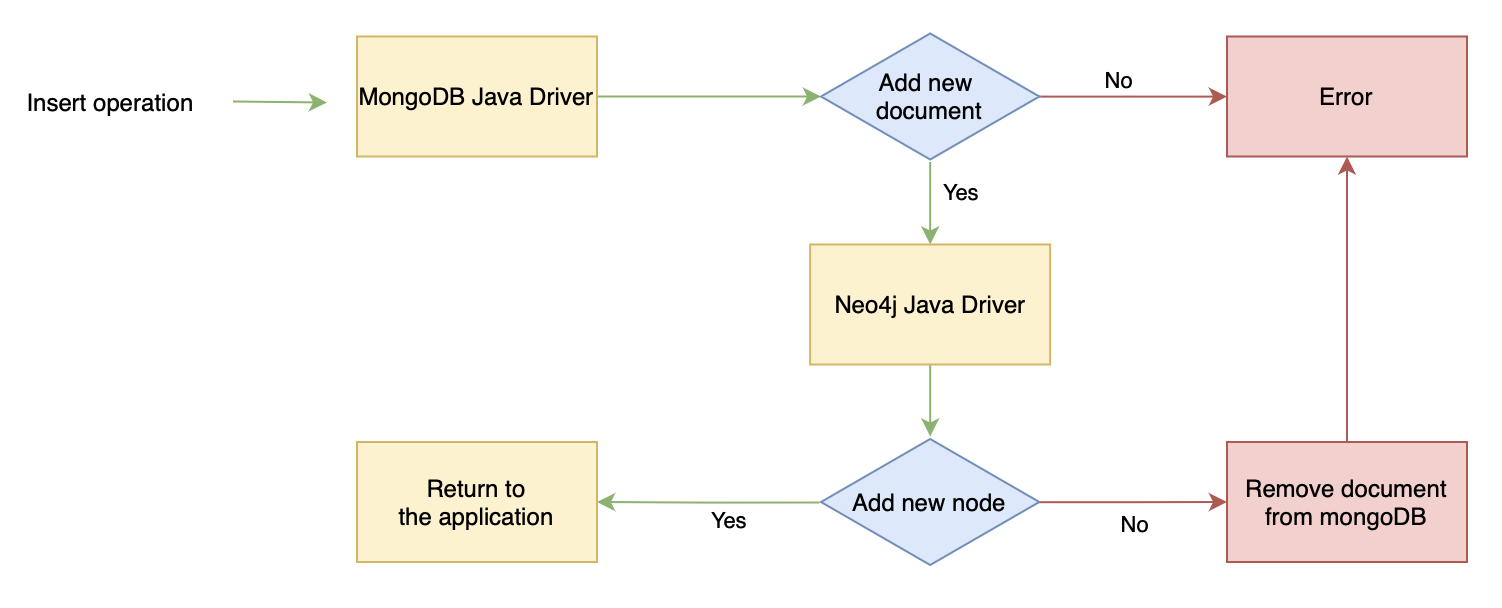 Insert operation
MongoDB Java Driver
Add new
document
No
Error
Yes
Neo4j Java Driver
Return to
the application
Yes
Add new node
No
Remove document
from mongoDB